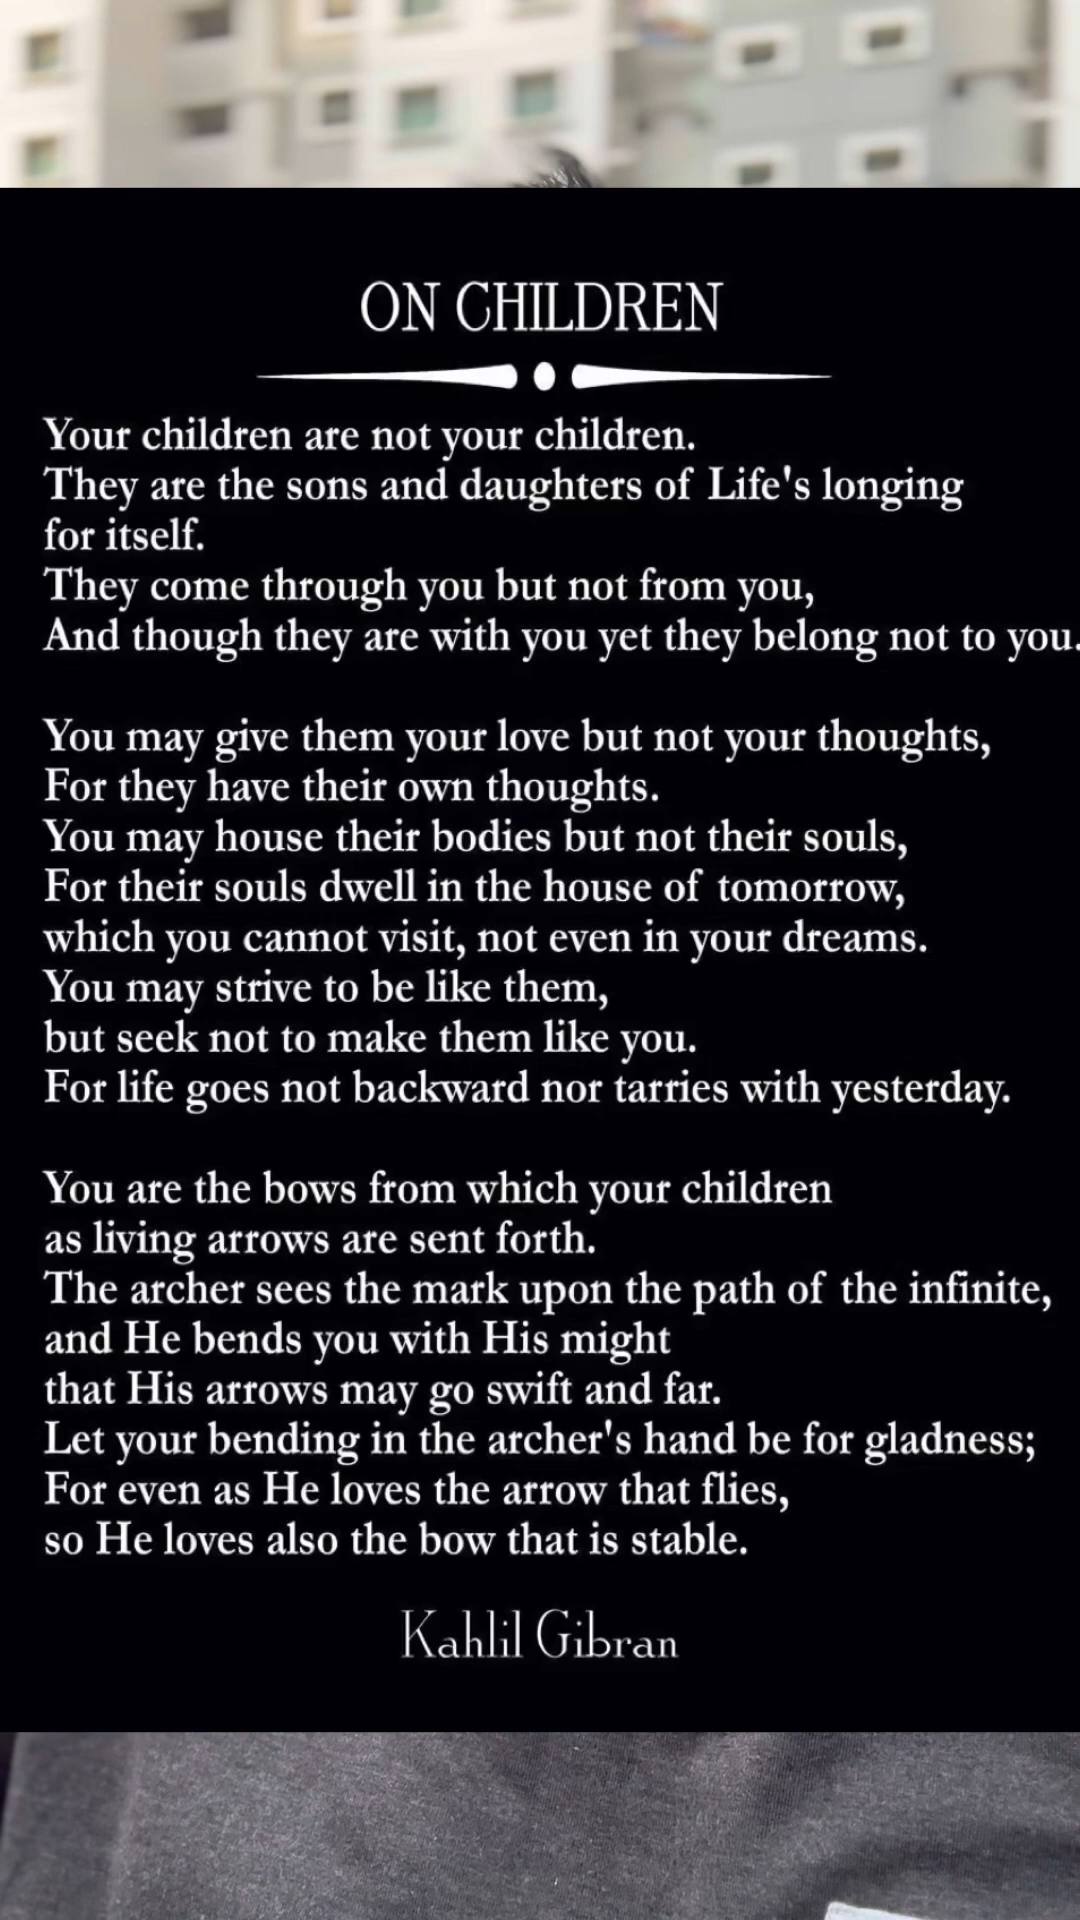 ON CHILDREN
Your children are not your children.
They are the sons and daughters of Life's longing
for itself.
They come through you but not from you,
And though they are with you yet they belong not to you.
You may give them your love but not your thoughts,
For they have their own thoughts.
You may house their bodies but not their souls,
For their souls dwell in the house of tomorrow,
which you cannot visit, not even in your dreams.
You may strive to be like them,
but seek not to make them like you.
For life goes not backward nor tarries with yesterday.
You are the bows from which your children
as living arrows are sent forth.
The archer sees the mark upon the path of the infinite,
and He bends you with His might
that His arrows may go swift and far.
Let your bending in the archer's hand be for gladness;
For even as He loves the arrow that flies,
so He loves also the bow that is stable.
Kahlil Gibran